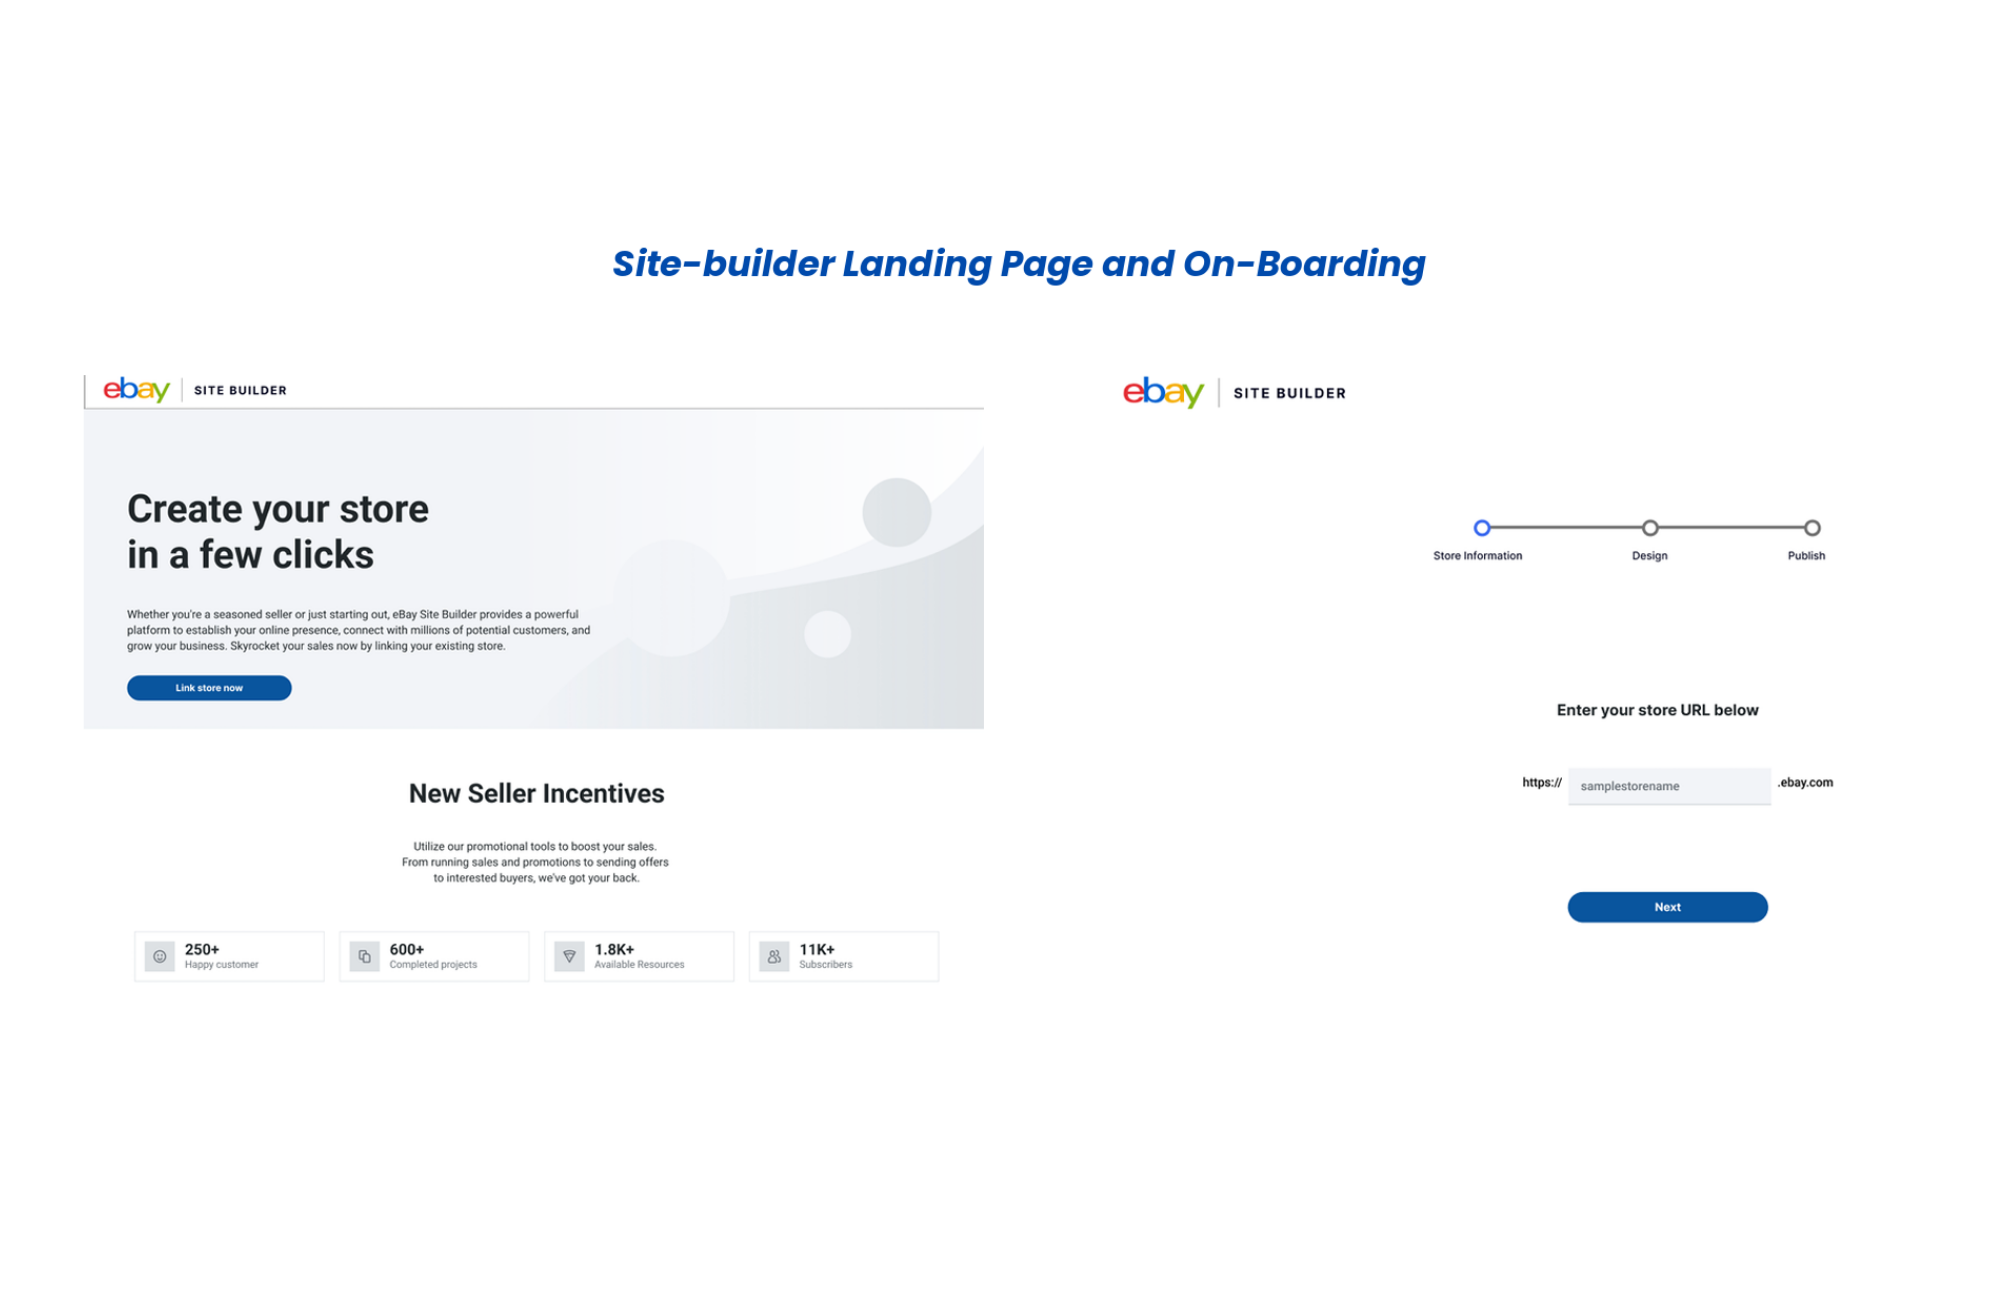 Site-builder Landing Page and On-Boarding
ebay SITE BUILDER
Create your store
in a few clicks
Whether you're a seasoned seller or just starting out, eBay Site Builder provides a powerful
platform to establish your online presence, connect with millions of potential customers, and
grow your business. Skyrocket your sales now by linking your existing store.
Link store now
New Seller Incentives
Utilize our promotional tools to boost your sales.
From running sales and promotions to sending offers
to interested buyers, we've got your back.
250+
Happy customer
600+
Completed projects
1.8K+
Available Resources
11K+
Subscribers
ebay SITE BUILDER
Store Information Design Publish
Enter your store URL below
https:// samplestorename .ebay.com
Next